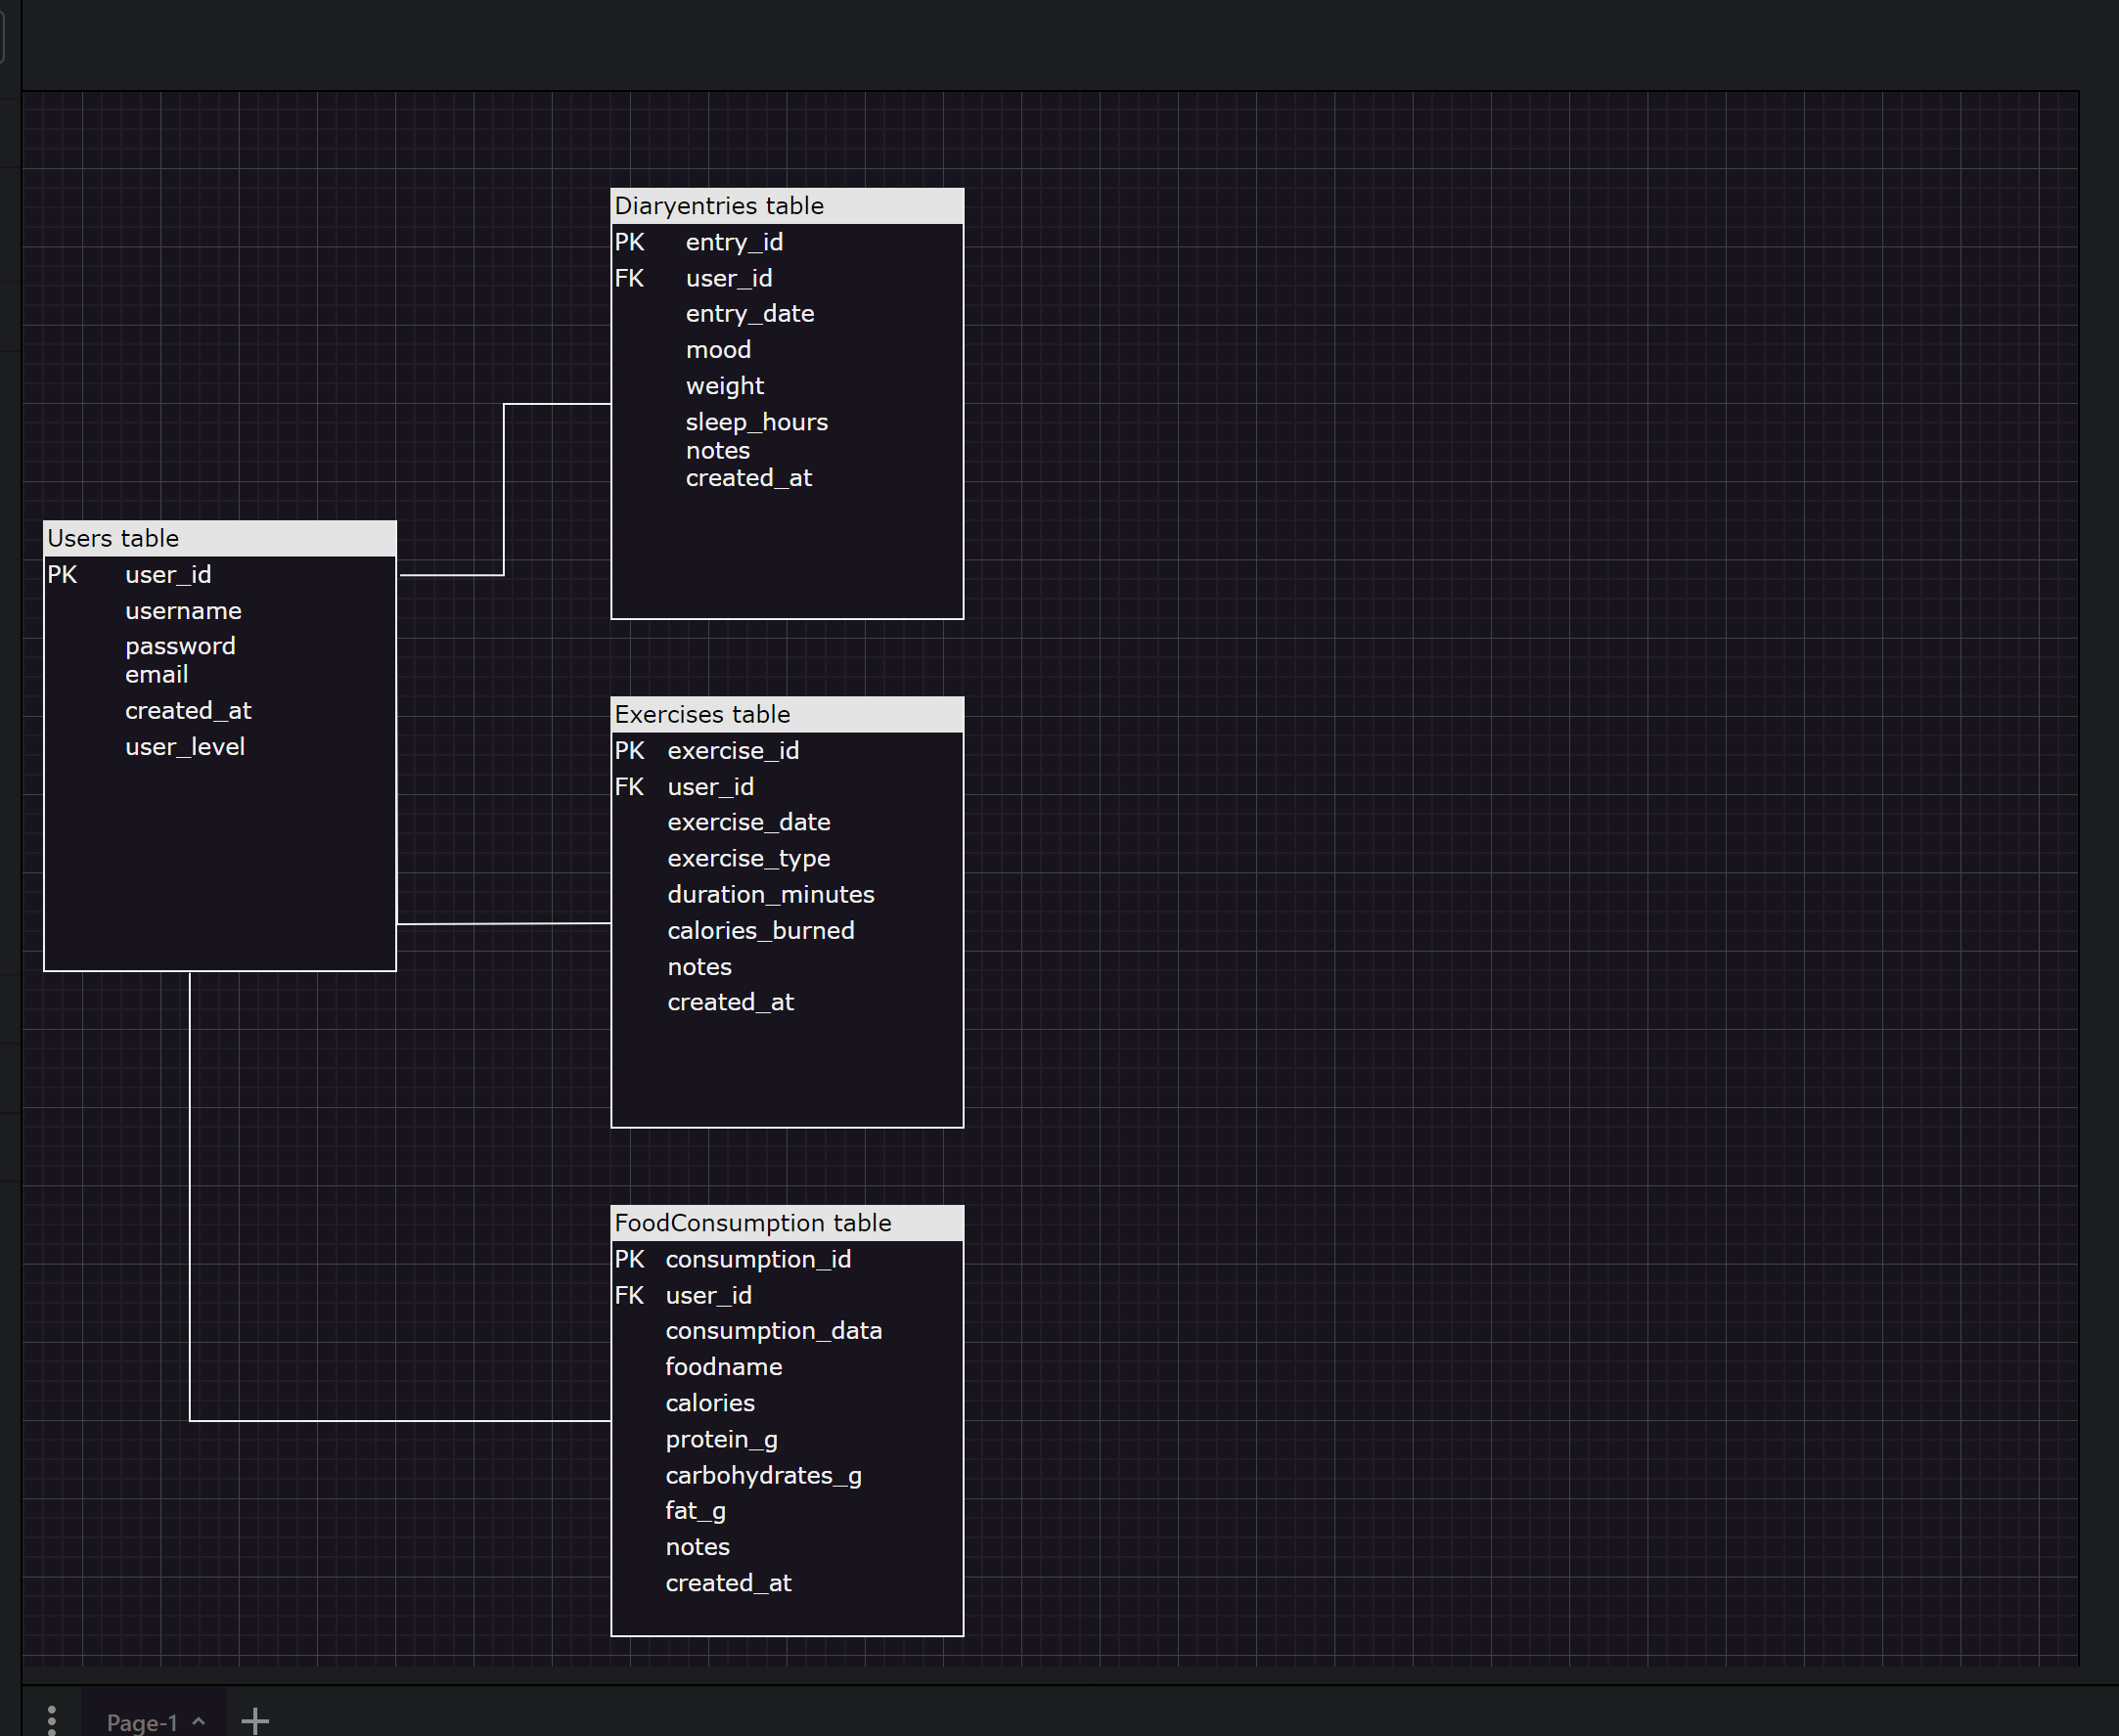 Diaryentries table
PK entry_id
FK user_id
entry_date
mood
weight
sleep_hours
notes
created_at
Users table
PK user_id
username
password
email
created_at
user_level
Exercises table
PK exercise_id
FK user_id
exercise_date
exercise_type
duration_minutes
calories_burned
notes
created_at
FoodConsumption table
PK consumption_id
FK user_id
consumption_data
foodname
calories
protein_g
carbohydrates_g
fat_g
notes
created_at
Page-1